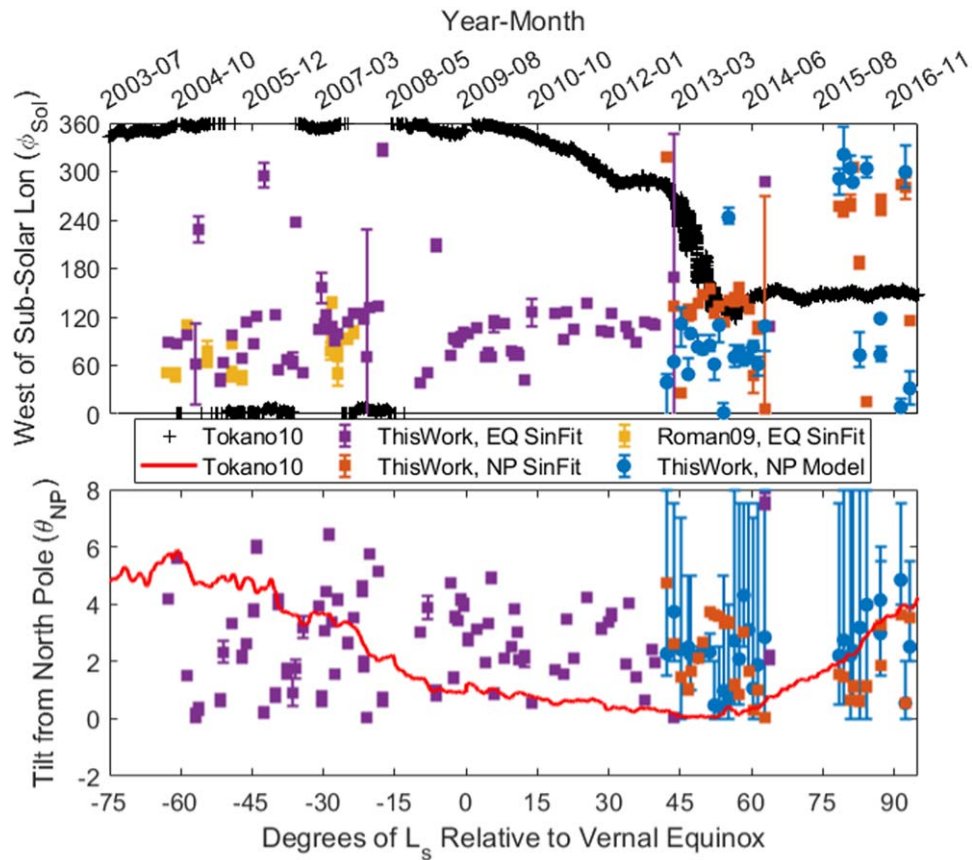 Year-Month
2003-07 2004-10 2005-12 2007-03 2008-05 2009-08 2010-10 2012-01 2013-03 2014-06 2015-08 2016-11
West of Sub-Solar Lon (ϕSol)
360
300
240
180
120
60
0
Tokano10 ThisWork, EQ SinFit Roman09, EQ SinFit
Tokano10 ThisWork, NP SinFit ThisWork, NP Model
Tilt from North Pole (θNP)
8
6
4
2
0
-2
-75 -60 -45 -30 -15 0 15 30 45 60 75 90
Degrees of Ls Relative to Vernal Equinox